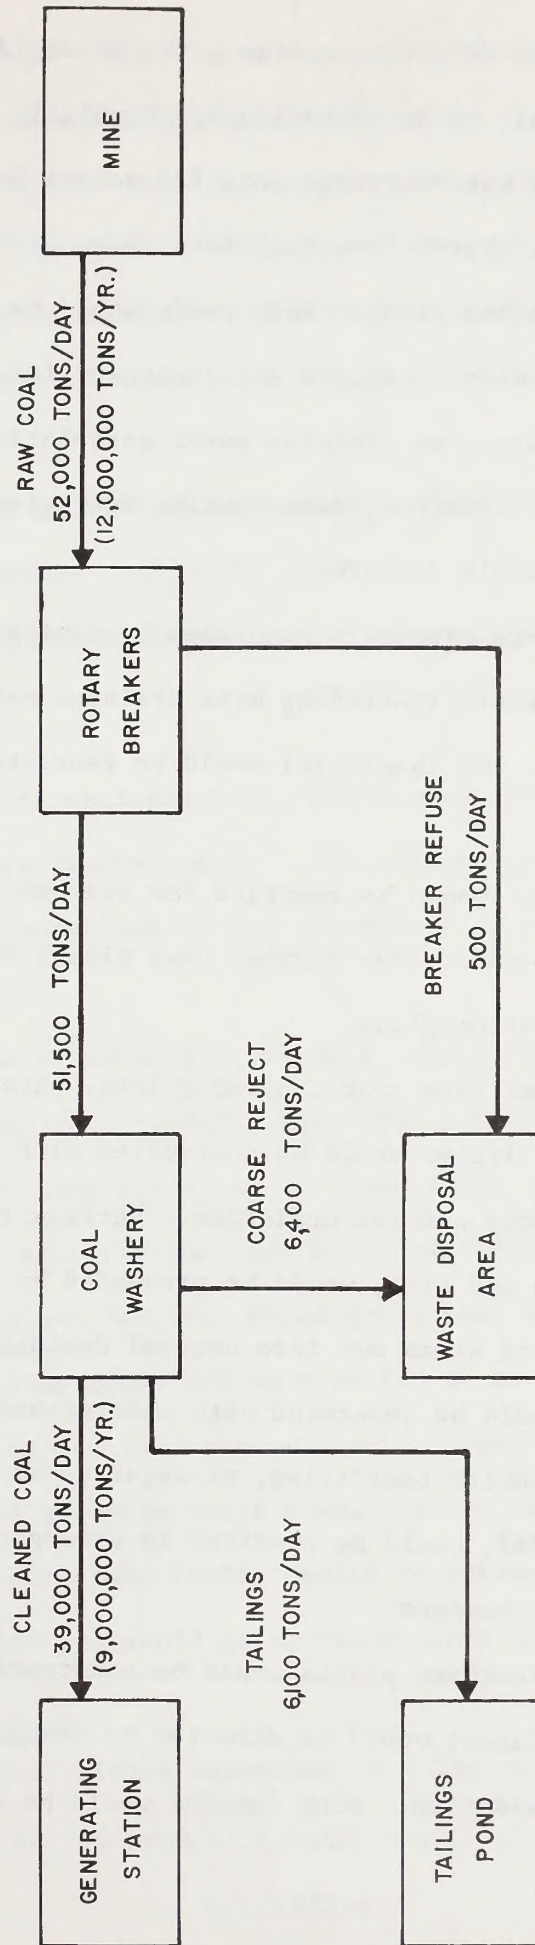 MINE
RAW COAL
52,000 TONS/DAY
(12,000,000 TONS/YR.)
ROTARY
BREAKERS
51,500 TONS/DAY
BREAKER REFUSE
500 TONS/DAY
COAL
WASHERY
COARSE REJECT
6,400 TONS/DAY
WASTE DISPOSAL
AREA
CLEANED COAL
39,000 TONS/DAY
(9,000,000 TONS/YR.)
TAILINGS
6,100 TONS/DAY
GENERATING
STATION
TAILINGS
POND